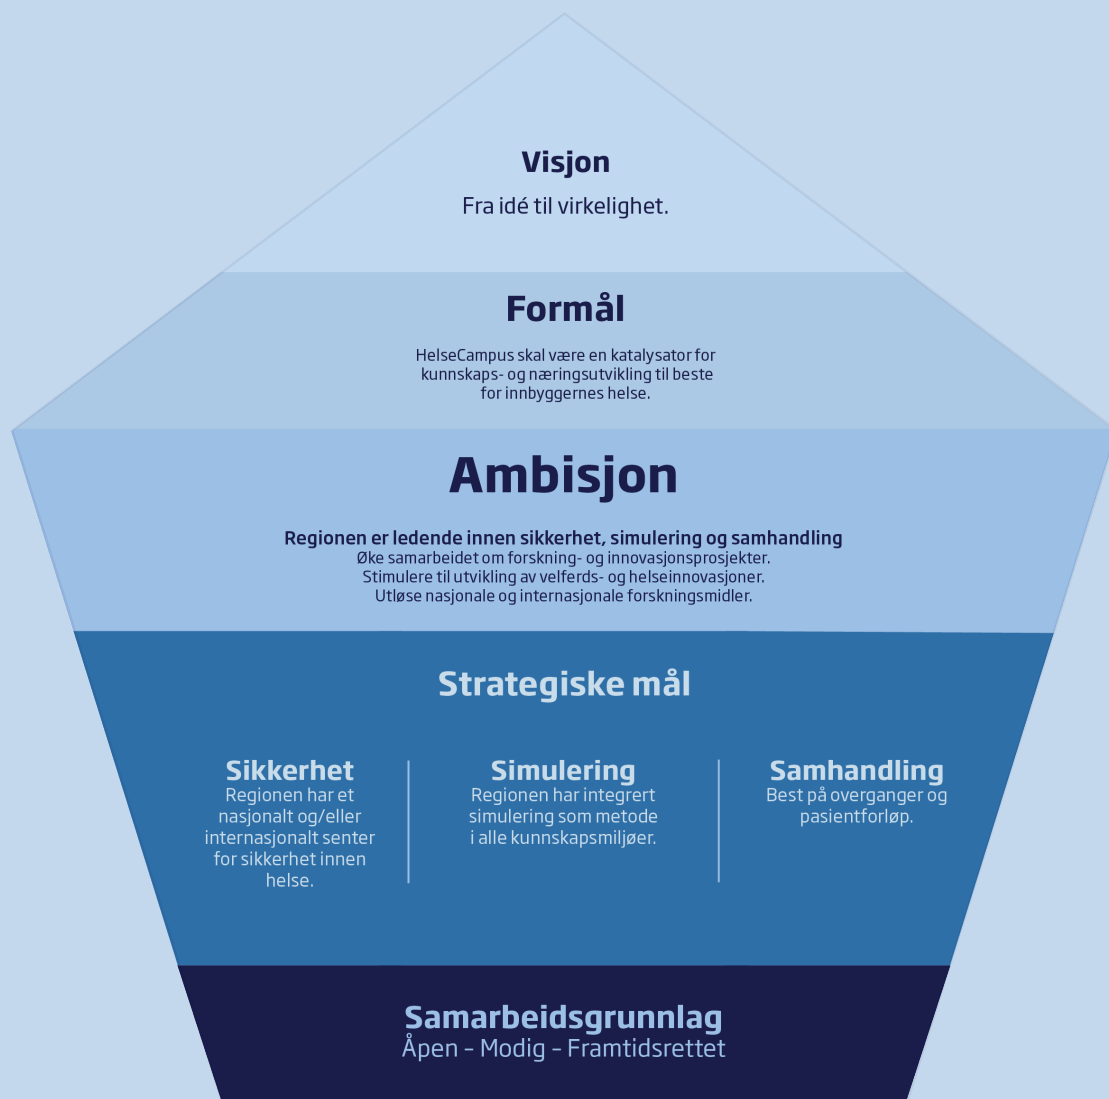 Visjon
Fra idé til virkelighet.
Formål
HelseCampus skal være en katalysator for
kunnskaps- og næringsutvikling til beste
for innbyggernes helse.
Ambisjon
Regionen er ledende innen sikkerhet, simulering og samhandling
Øke samarbeidet om forskning- og innovasjonsprosjekter.
Stimulere til utvikling av velferds- og helseinnovasjoner.
Utløse nasjonale og internasjonale forskningsmidler.
Strategiske mål
Sikkerhet
Regionen har et
nasjonalt og/eller
internasjonalt senter
for sikkerhet innen
helse.
Simulering
Regionen har integrert
simulering som metode
i alle kunnskapsmiljøer.
Samhandling
Best på overganger og
pasientforløp.
Samarbeidsgrunnlag
Åpen – Modig – Framtidsrettet